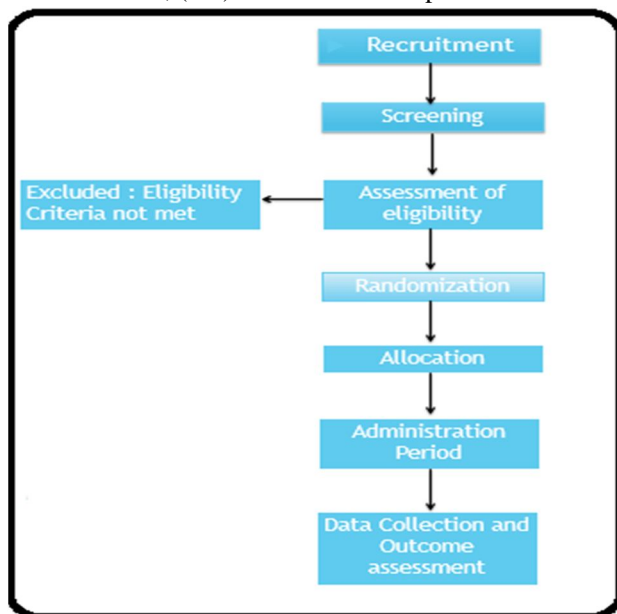 Recruitment
Screening
Excluded : Eligibility
Criteria not met
Assessment of
eligibility
Randomization
Allocation
Administration
Period
Data Collection and
Outcome
assessment